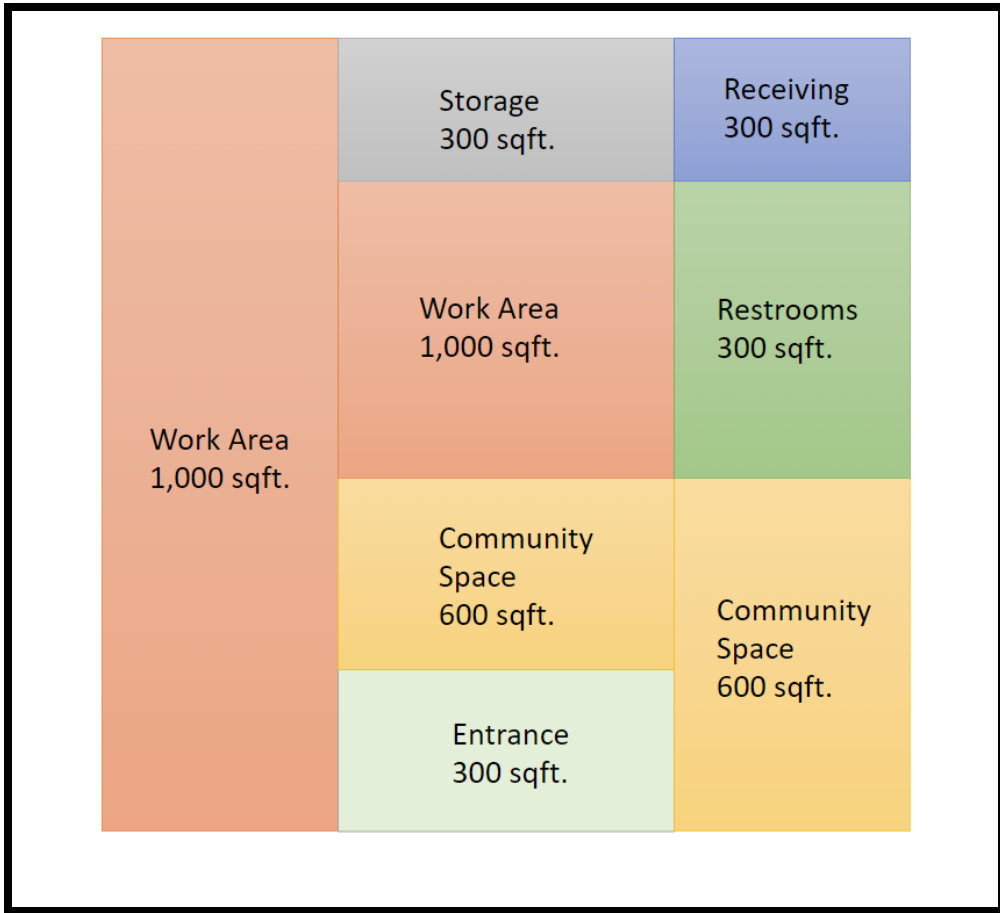 Storage
300 sqft.
Receiving
300 sqft.
Work Area
1,000 sqft.
Restrooms
300 sqft.
Work Area
1,000 sqft.
Community
Space
600 sqft.
Community
Space
600 sqft.
Entrance
300 sqft.